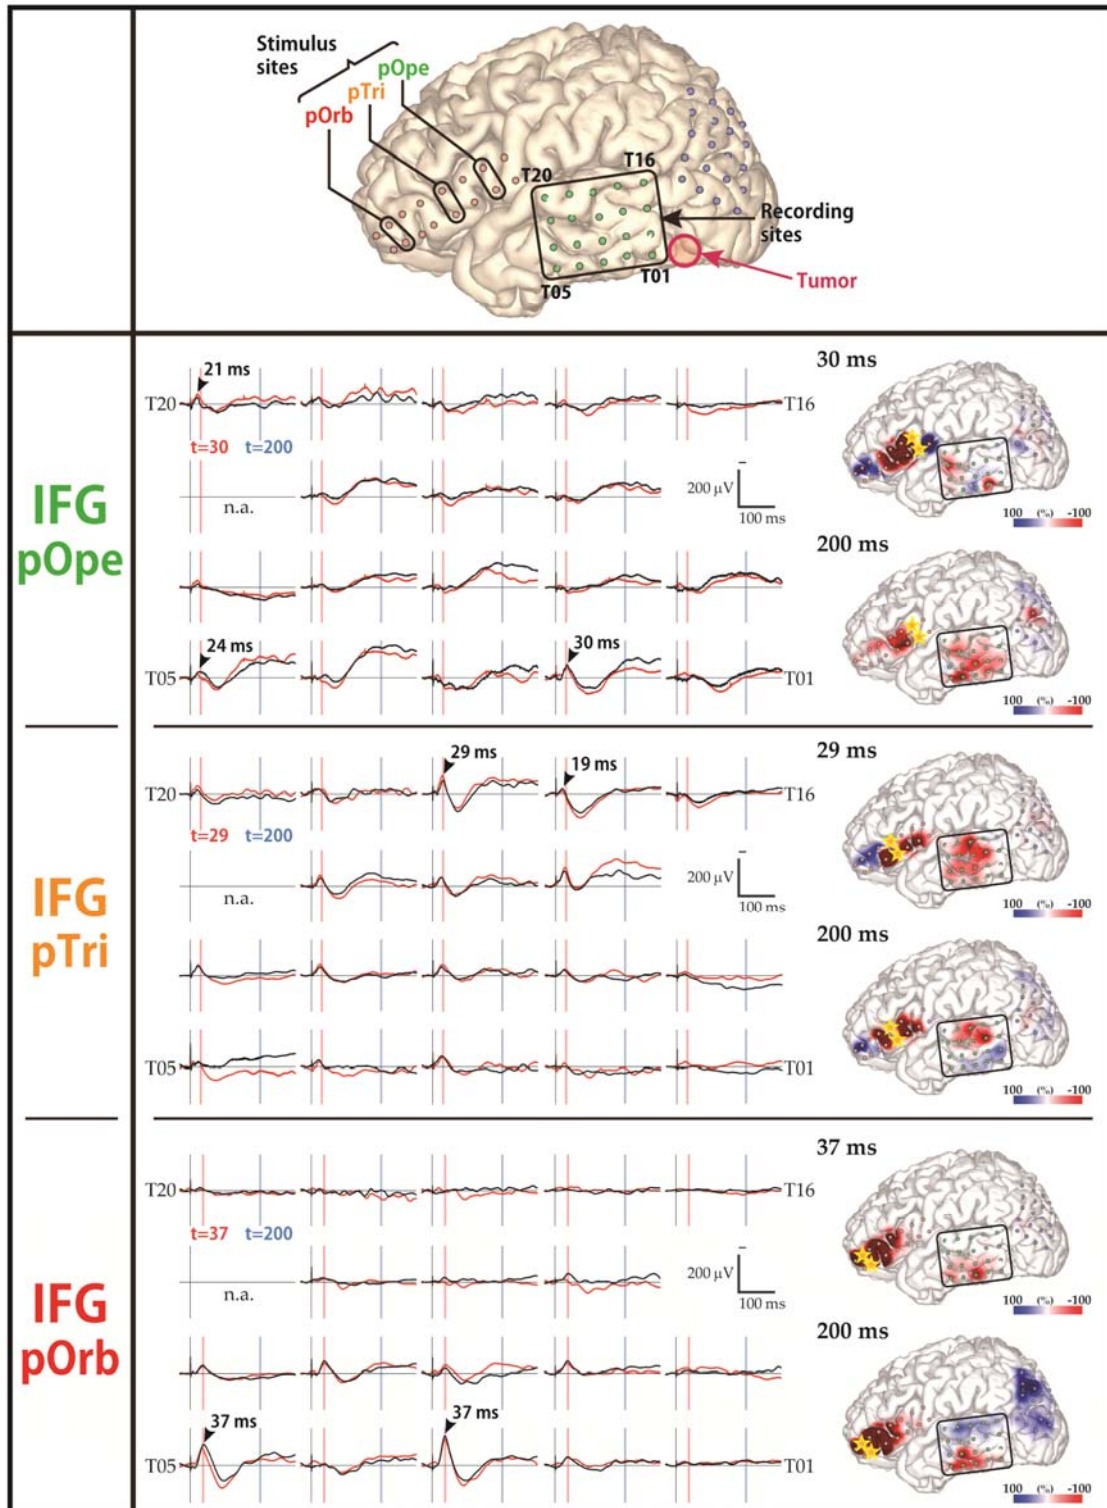 Stimulus
sites
pOpe
pTri
pOrb
T20
T16
Recording
sites
T05
T01
Tumor
IFG
pOpe
21 ms
T20
T16
t=30 t=200
n.a.
200 μV
100 ms
24 ms
30 ms
T05
T01
30 ms
100 (%) -100
200 ms
100 (%) -100
IFG
pTri
29 ms
19 ms
T20
T16
t=29 t=200
n.a.
200 μV
100 ms
T05
T01
29 ms
100 (%) -100
200 ms
100 (%) -100
IFG
pOrb
T20
T16
t=37 t=200
n.a.
200 μV
100 ms
37 ms
37 ms
T05
T01
37 ms
100 (%) -100
200 ms
100 (%) -100